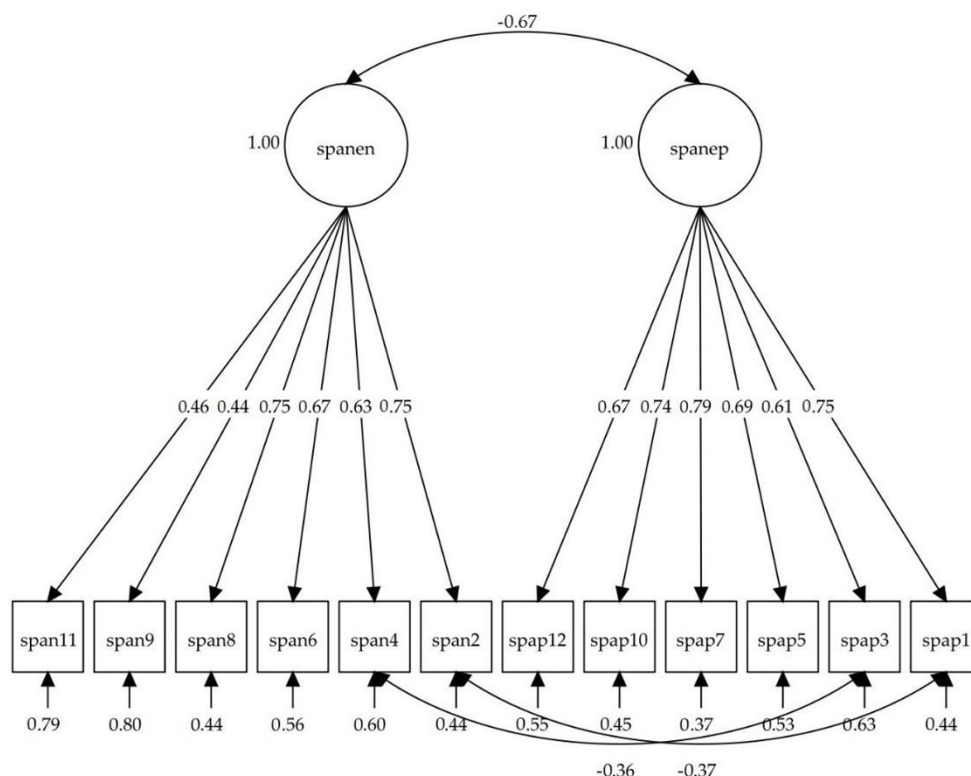 -0.67
1.00 spanen 1.00 spanep
0.46 0.44 0.75 0.67 0.63 0.75 0.67 0.74 0.79 0.69 0.61 0.75
span11 span9 span8 span6 span4 span2 spap12 spap10 spap7 spap5 spap3 spap1
0.79 0.80 0.44 0.56 0.60 0.44 0.55 0.45 0.37 0.53 0.63 0.44
-0.36 -0.37